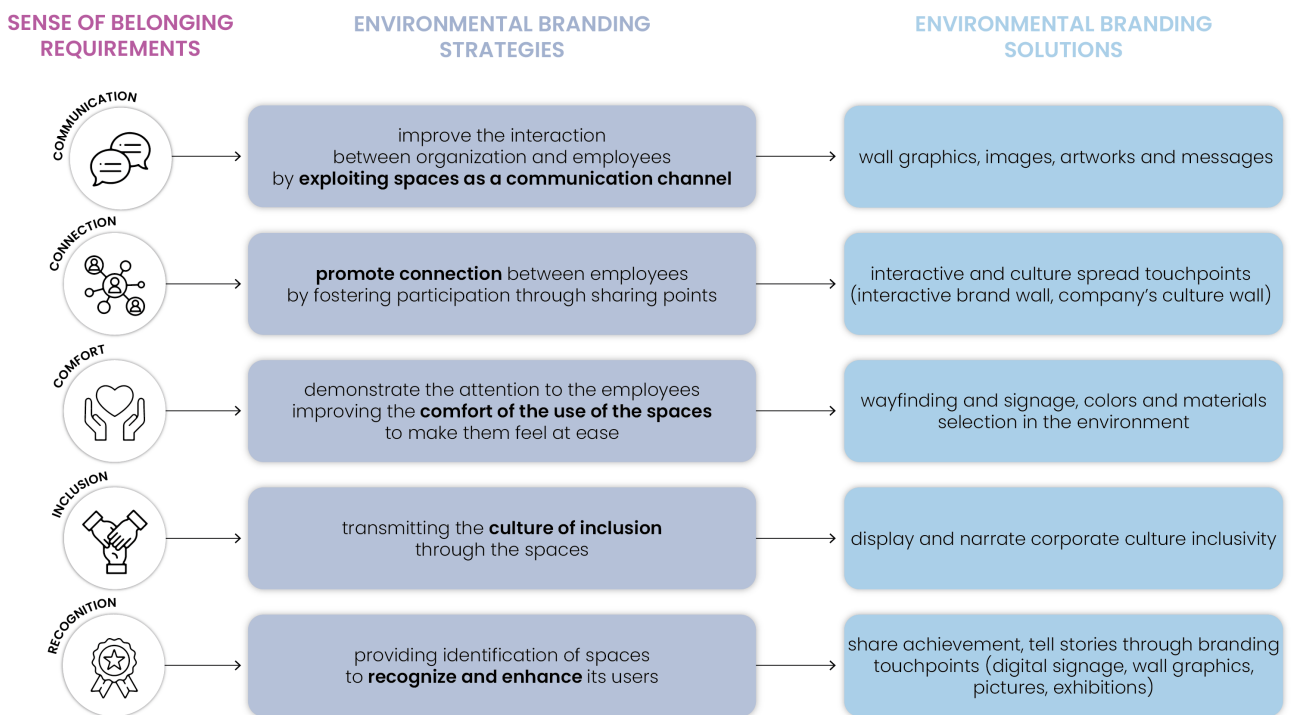 SENSE OF BELONGING
REQUIREMENTS
ENVIRONMENTAL BRANDING
STRATEGIES
ENVIRONMENTAL BRANDING
SOLUTIONS
COMMUNICATION
improve the interaction
between organization and employees
by exploiting spaces as a communication channel
wall graphics, images, artworks and messages
CONNECTION
promote connection between employees
by fostering participation through sharing points
interactive and culture spread touchpoints
(interactive brand wall, company's culture wall)
COMFORT
demonstrate the attention to the employees
improving the comfort of the use of the spaces
to make them feel at ease
wayfinding and signage, colors and materials
selection in the environment
INCLUSION
transmitting the culture of inclusion
through the spaces
display and narrate corporate culture inclusivity
RECOGNITION
providing identification of spaces
to recognize and enhance its users
share achievement, tell stories through branding
touchpoints (digital signage, wall graphics,
pictures, exhibitions)